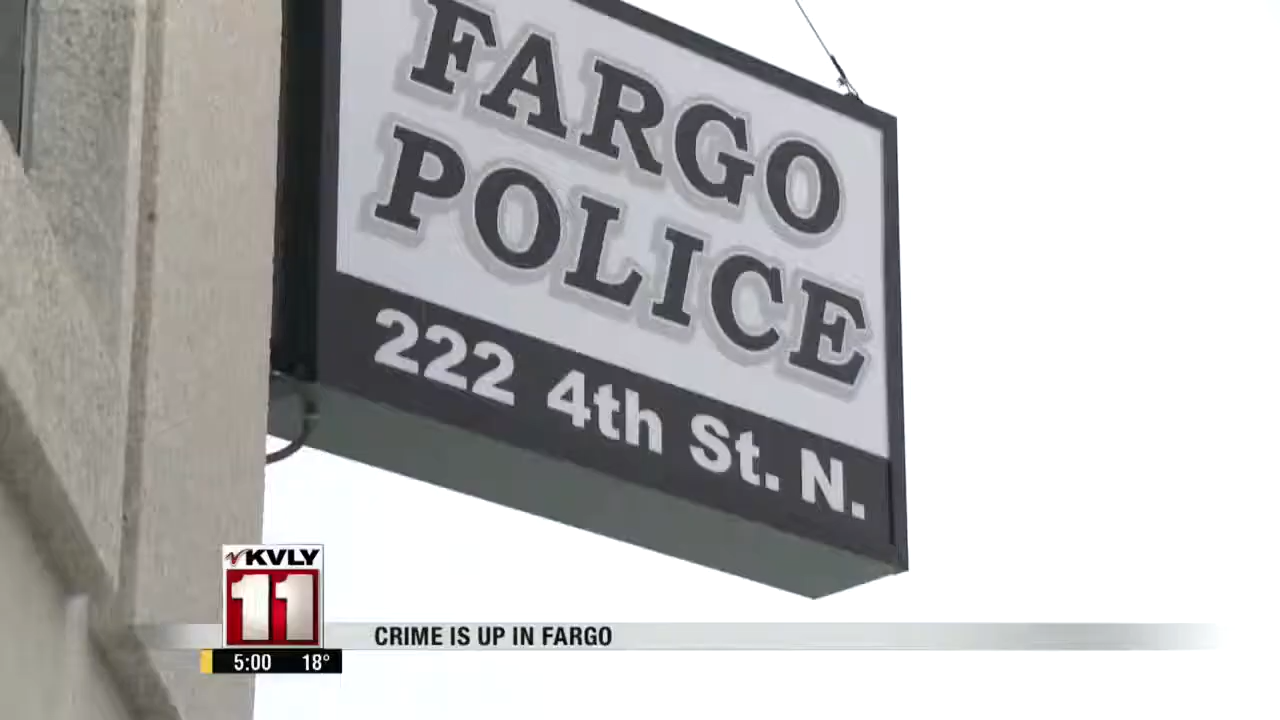 FARGO
POLICE
222 4th St. N.
KVLY
11
CRIME IS UP IN FARGO
5:00 18°